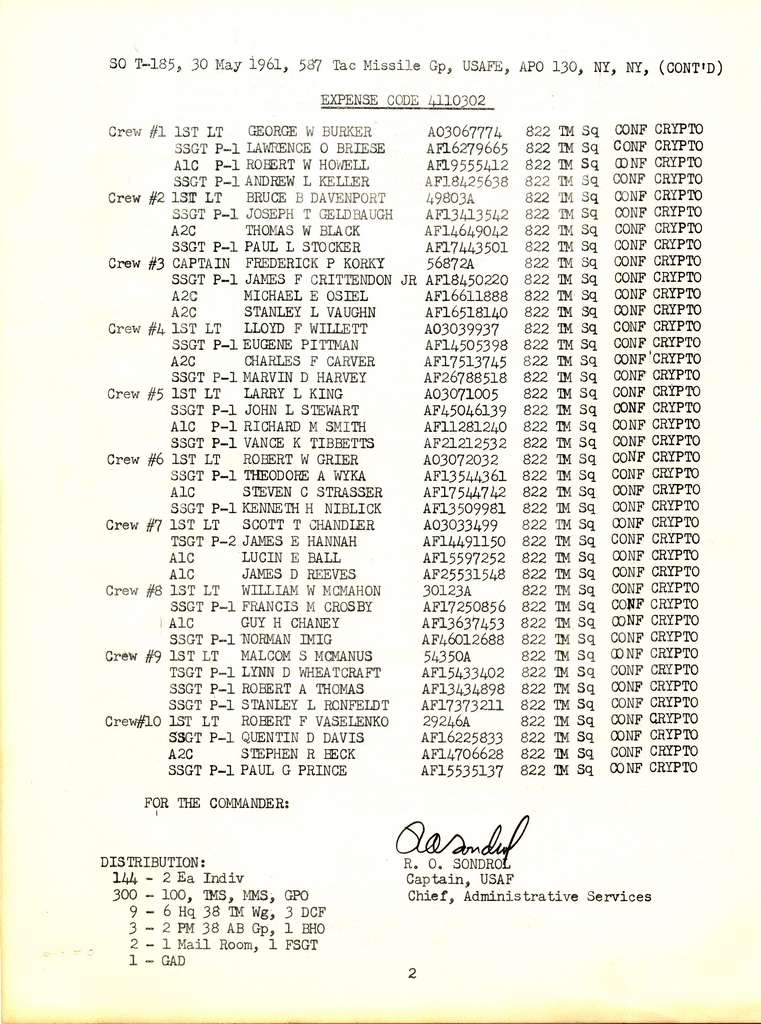 SO T-185, 30 May 1961, 587 Tac Missile Gp, USAFE, APO 130, NY, NY, (CONT'D)
EXPENSE CODE 4110302
Crew #1 1ST LT GEORGE W BURKER AO3067774 822 TM Sq CONF CRYPTO
SSGT P-1 LAWRENCE O BRIESE AF16279665 822 TM Sq CONF CRYPTO
A1C P-1 ROBERT W HOWELL AF19555412 822 TM Sq CONF CRYPTO
SSGT P-1 ANDREW L KELLER AF18425638 822 TM Sq CONF CRYPTO
Crew #2 1ST LT BRUCE B DAVENPORT 49803A 822 TM Sq CONF CRYPTO
SSGT P-1 JOSEPH T GELDBAUGH AF13413542 822 TM Sq CONF CRYPTO
A2C THOMAS W BLACK AF14649042 822 TM Sq CONF CRYPTO
SSGT P-1 PAUL L STOCKER AF17443501 822 TM Sq CONF CRYPTO
Crew #3 CAPTAIN FREDERICK P KORKY 56872A 822 TM Sq CONF CRYPTO
SSGT P-1 JAMES F CRITTENDON JR AF18450220 822 TM Sq CONF CRYPTO
A2C MICHAEL E OSIEL AF16611888 822 TM Sq CONF CRYPTO
A2C STANLEY L VAUGHN AF16518140 822 TM Sq CONF CRYPTO
Crew #4 1ST LT LLOYD F WILLETT AO3039937 822 TM Sq CONF CRYPTO
SSGT P-1 EUGENE PITTMAN AF14505398 822 TM Sq CONF CRYPTO
A2C CHARLES F CARVER AF17513745 822 TM Sq CONF CRYPTO
SSGT P-1 MARVIN D HARVEY AF26788518 822 TM Sq CONF CRYPTO
Crew #5 1ST LT LARRY L KING AO3071005 822 TM Sq CONF CRYPTO
SSGT P-1 JOHN L STEWART AF45046139 822 TM Sq CONF CRYPTO
A1C P-1 RICHARD M SMITH AF11281240 822 TM Sq CONF CRYPTO
SSGT P-1 VANCE K TIBBETTS AF21212532 822 TM Sq CONF CRYPTO
Crew #6 1ST LT ROBERT W GRIER AO3072032 822 TM Sq CONF CRYPTO
SSGT P-1 THEODORE A WYKA AF13544361 822 TM Sq CONF CRYPTO
A1C STEVEN C STRASSER AF17544742 822 TM Sq CONF CRYPTO
SSGT P-1 KENNETH H NIBLICK AF13509981 822 TM Sq CONF CRYPTO
Crew #7 1ST LT SCOTT T CHANDLER AO3033499 822 TM Sq CONF CRYPTO
TSGT P-2 JAMES E HANNAH AF14491150 822 TM Sq CONF CRYPTO
A1C LUCIN E BALL AF15597252 822 TM Sq CONF CRYPTO
A1C JAMES D REEVES AF25531548 822 TM Sq CONF CRYPTO
Crew #8 1ST LT WILLIAM W MCMAHON 30123A 822 TM Sq CONF CRYPTO
SSGT P-1 FRANCIS M CROSBY AF17250856 822 TM Sq CONF CRYPTO
A1C GUY H CHANEY AF13637453 822 TM Sq CONF CRYPTO
SSGT P-1 NORMAN IMIG AF46012688 822 TM Sq CONF CRYPTO
Crew #9 1ST LT MALCOM S MCMANUS 54350A 822 TM Sq CONF CRYPTO
TSGT P-1 LYNN D WHEATCRAFT AF15433402 822 TM Sq CONF CRYPTO
SSGT P-1 ROBERT A THOMAS AF13434898 822 TM Sq CONF CRYPTO
SSGT P-1 STANLEY L RONFELDT AF17373211 822 TM Sq CONF CRYPTO
Crew#10 1ST LT ROBERT F VASELENKO 29246A 822 TM Sq CONF CRYPTO
SSGT P-1 QUENTIN D DAVIS AF16225833 822 TM Sq CONF CRYPTO
A2C STEPHEN R BECK AF14706628 822 TM Sq CONF CRYPTO
SSGT P-1 PAUL G PRINCE AF15535137 822 TM Sq CONF CRYPTO
FOR THE COMMANDER:
RO Sondrol
R. O. SONDROL
Captain, USAF
Chief, Administrative Services
DISTRIBUTION:
144 - 2 Ea Indiv
300 - 100, TMS, MMS, GPO
9 - 6 Hq 38 TM Wg, 3 DCF
3 - 2 PM 38 AB Gp, 1 BHO
2 - 1 Mail Room, 1 FSGT
1 - GAD
2